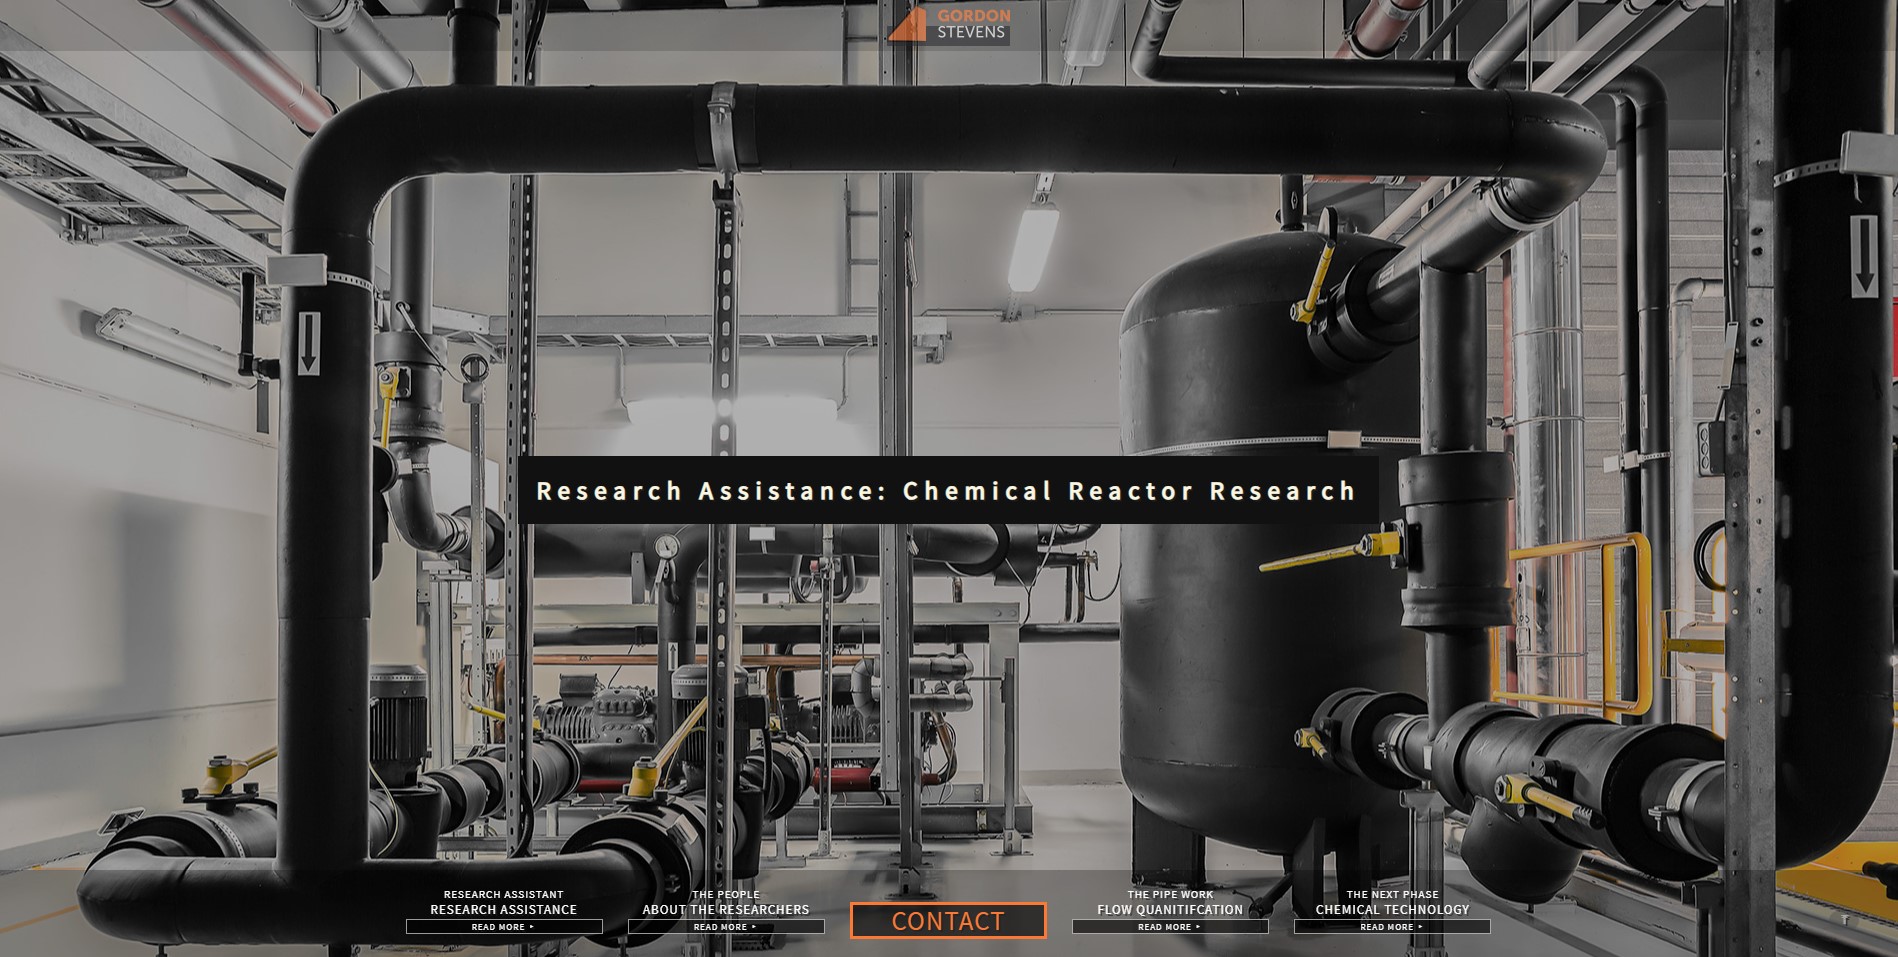 GORDON
STEVENS
Research Assistance: Chemical Reactor Research
RESEARCH ASSISTANT
RESEARCH ASSISTANCE
READ MORE
THE PEOPLE
ABOUT THE RESEARCHERS
READ MORE
CONTACT
THE PIPE WORK
FLOW QUANITIFCATION
READ MORE
THE NEXT PHASE
CHEMICAL TECHNOLOGY
READ MORE